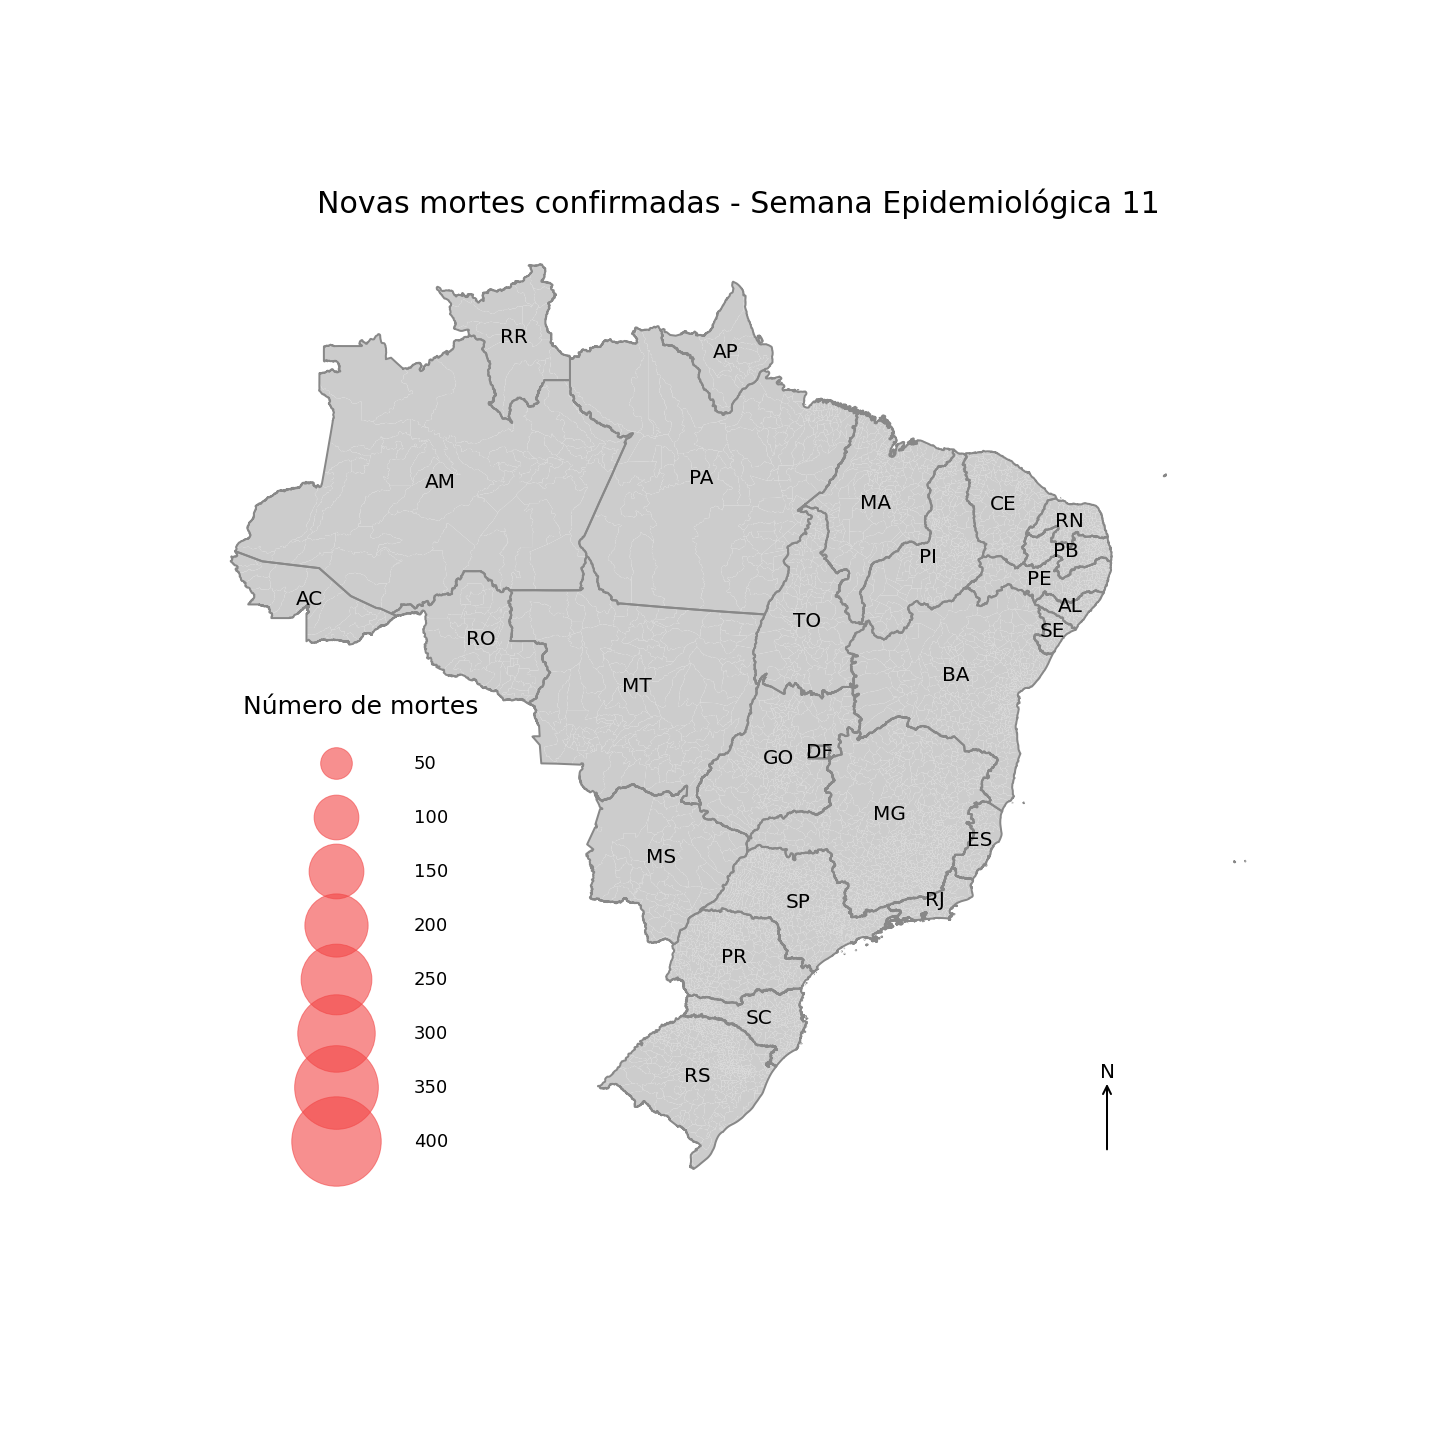 Novas mortes confirmadas - Semana Epidemiológica 11
RR
AP
AM
PA
MA
CE
RN
PB
PI
PE
AC
AL
TO
SE
RO
BA
MT
Número de mortes
DF
GO
50
MG
100
ES
MS
150
RJ
SP
200
PR
250
SC
300
N
RS
350
400